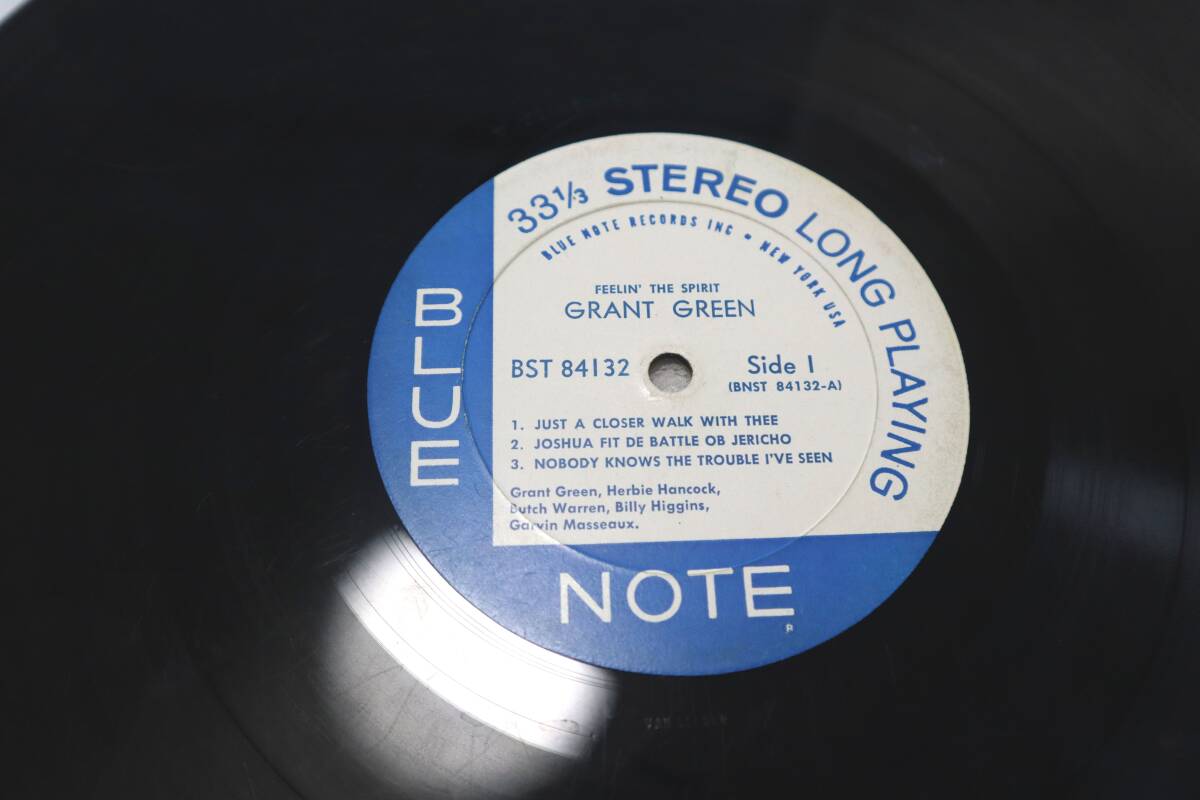 33⅓ STEREO LONG PLAYING
BLUE NOTE RECORDS INC • NEW YORK USA
FEELIN' THE SPIRIT
GRANT GREEN
BST 84132
Side 1
(BNST 84132-A)
1. JUST A CLOSER WALK WITH THEE
2. JOSHUA FIT DE BATTLE OB JERICHO
3. NOBODY KNOWS THE TROUBLE I'VE SEEN
Grant Green, Herbie Hancock,
Butch Warren, Billy Higgins,
Garvin Masseaux.
BLUE
NOTE
R